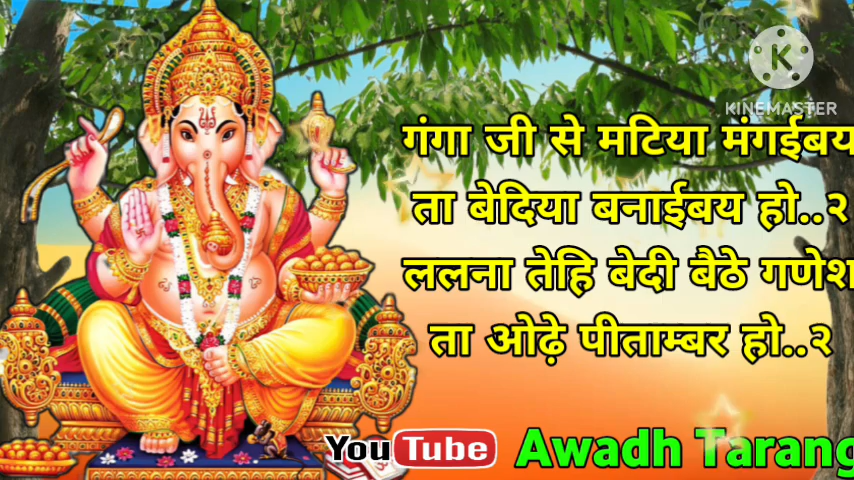 KINEMASTER
गंगा जी से मटिया मंगईबय
ता बेदिया बनाईबय हो..२
ललना तेहि बेदी बैठे गणेश
ता ओढ़े पीताम्बर हो..२
YouTube Awadh Tarang